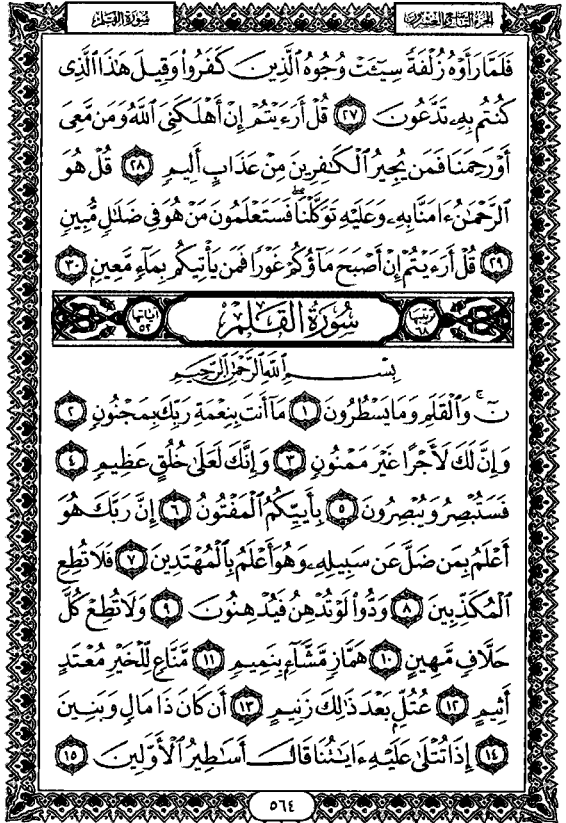 سُورَةُ القَلَمِ
الجزء التاسع والعشرون
فَلَمَّا رَأَوْهُ زُلْفَةً سِيٓـَٔتْ وُجُوهُ ٱلَّذِينَ كَفَرُوا۟ وَقِيلَ هَٰذَا ٱلَّذِى
كُنتُم بِهِۦ تَدَّعُونَ ٢٧ قُلْ أَرَءَيْتُمْ إِنْ أَهْلَكَنِىَ ٱللَّهُ وَمَن مَّعِىَ
أَوْ رَحِمَنَا فَمَن يُجِيرُ ٱلْكَٰفِرِينَ مِنْ عَذَابٍ أَلِيمٍ ٢٨ قُلْ هُوَ
ٱلرَّحْمَٰنُ ءَامَنَّا بِهِۦ وَعَلَيْهِ تَوَكَّلْنَا ۖ فَسَتَعْلَمُونَ مَنْ هُوَ فِى ضَلَٰلٍ مُّبِينٍ
٢٩ قُلْ أَرَءَيْتُمْ إِنْ أَصْبَحَ مَآؤُكُمْ غَوْرًا فَمَن يَأْتِيكُم بِمَآءٍ مَّعِينٍۭ ٣٠
ترتيبها ٦٨ سُورَةُ القَلَمِ آياتها ٥٢
بِسْمِ ٱللَّهِ ٱلرَّحْمَٰنِ ٱلرَّحِيمِ
نٓ ۚ وَٱلْقَلَمِ وَمَا يَسْطُرُونَ ١ مَآ أَنتَ بِنِعْمَةِ رَبِّكَ بِمَجْنُونٍ ٢
وَإِنَّ لَكَ لَأَجْرًا غَيْرَ مَمْنُونٍ ٣ وَإِنَّكَ لَعَلَىٰ خُلُقٍ عَظِيمٍ ٤
فَسَتُبْصِرُ وَيُبْصِرُونَ ٥ بِأَييِّكُمُ ٱلْمَفْتُونُ ٦ إِنَّ رَبَّكَ هُوَ
أَعْلَمُ بِمَن ضَلَّ عَن سَبِيلِهِۦ وَهُوَ أَعْلَمُ بِٱلْمُهْتَدِينَ ٧ فَلَا تُطِعِ
ٱلْمُكَذِّبِينَ ٨ وَدُّوا۟ لَوْ تُدْهِنُ فَيُدْهِنُونَ ٩ وَلَا تُطِعْ كُلَّ
حَلَّافٍ مَّهِينٍ ١٠ هَمَّازٍ مَّشَّآءٍۭ بِنَمِيمٍ ١١ مَّنَّاعٍ لِّلْخَيْرِ مُعْتَدٍ
أَثِيمٍ ١٢ عُتُلٍّۭ بَعْدَ ذَٰلِكَ زَنِيمٍ ١٣ أَن كَانَ ذَا مَالٍ وَبَنِينَ
١٤ إِذَا تُتْلَىٰ عَلَيْهِ ءَايَٰتُنَا قَالَ أَسَٰطِيرُ ٱلْأَوَّلِينَ ١٥
٥٦٤